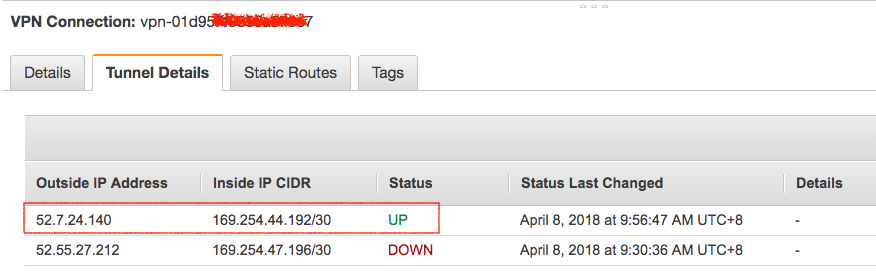 VPN Connection: vpn-01d95
Details Tunnel Details Static Routes Tags
Outside IP Address Inside IP CIDR Status Status Last Changed Details
52.7.24.140 169.254.44.192/30 UP April 8, 2018 at 9:56:47 AM UTC+8 -
52.55.27.212 169.254.47.196/30 DOWN April 8, 2018 at 9:30:36 AM UTC+8 -